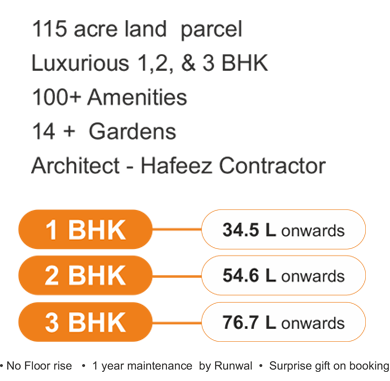 115 acre land parcel
Luxurious 1,2, & 3 BHK
100+ Amenities
14 + Gardens
Architect - Hafeez Contractor
1 BHK 34.5 L onwards
2 BHK 54.6 L onwards
3 BHK 76.7 L onwards
• No Floor rise • 1 year maintenance by Runwal • Surprise gift on booking